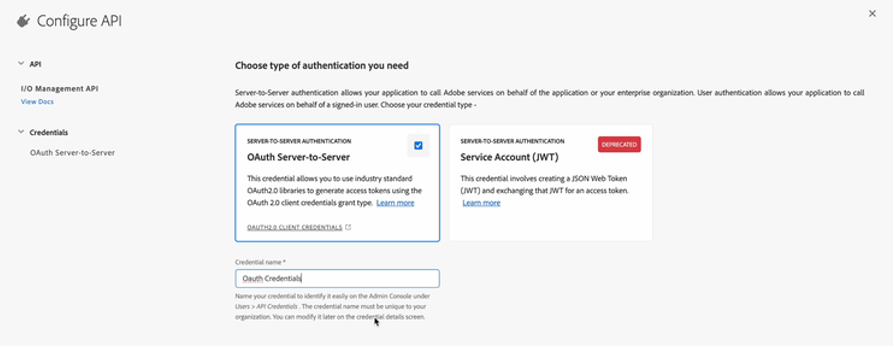 Configure API
API
Choose type of authentication you need
I/O Management API
View Docs
Server-to-Server authentication allows your application to call Adobe services on behalf of the application or your enterprise organization. User authentication allows your application to call
Adobe services on behalf of a signed-in user. Choose your credential type -
Credentials
OAuth Server-to-Server
SERVER-TO-SERVER AUTHENTICATION
OAuth Server-to-Server
This credential allows you to use industry standard
OAuth2.0 libraries to generate access tokens using the
OAuth 2.0 client credentials grant type. Learn more
OAUTH2.0 CLIENT CREDENTIALS
SERVER-TO-SERVER AUTHENTICATION
DEPRECATED
Service Account (JWT)
This credential involves creating a JSON Web Token
(JWT) and exchanging that JWT for an access token.
Learn more
Credential name *
Oauth Credentials
Name your credential to identify it easily on the Admin Console under
Users > API Credentials . The credential name must be unique to your
organization. You can modify it later on the credential details screen.